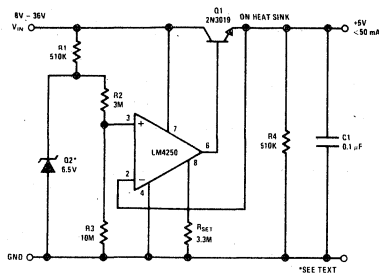 6V – 36V
VIN
R1
510K
Q1
2N3019
ON HEAT SINK
+5V
<50 mA
R2
3M
3
+
7
LM4250
6
2
–
4
8
Q2*
6.5V
R3
10M
RSET
3.3M
R4
510K
C1
0.1 µF
GND
*SEE TEXT